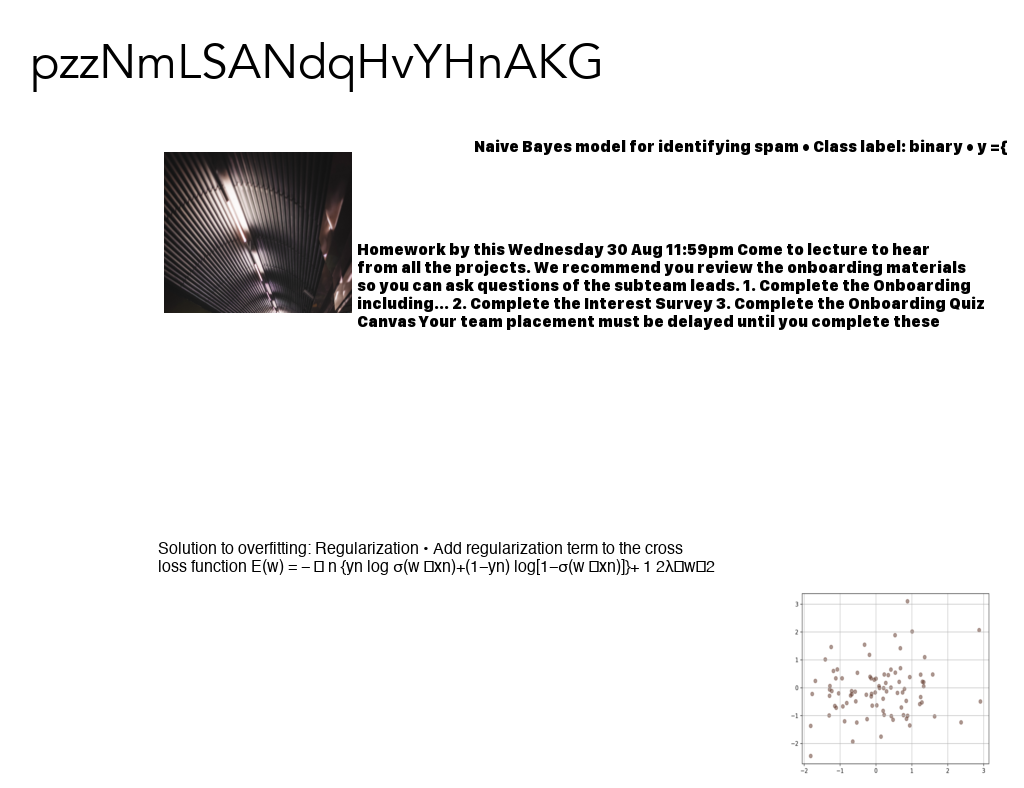 pzzNmLSANdqHvYHnAKG
Naive Bayes model for identifying spam • Class label: binary • y ={
Homework by this Wednesday 30 Aug 11:59pm Come to lecture to hear
from all the projects. We recommend you review the onboarding materials
so you can ask questions of the subteam leads. 1. Complete the Onboarding
including... 2. Complete the Interest Survey 3. Complete the Onboarding Quiz
Canvas Your team placement must be delayed until you complete these
Solution to overfitting: Regularization • Add regularization term to the cross
loss function E(w) = – □ n {yn log σ(w □xn)+(1–yn) log[1–σ(w □xn)]}+ 1 2λ□w□2
3
2
1
0
−1
−2
−2 −1 0 1 2 3